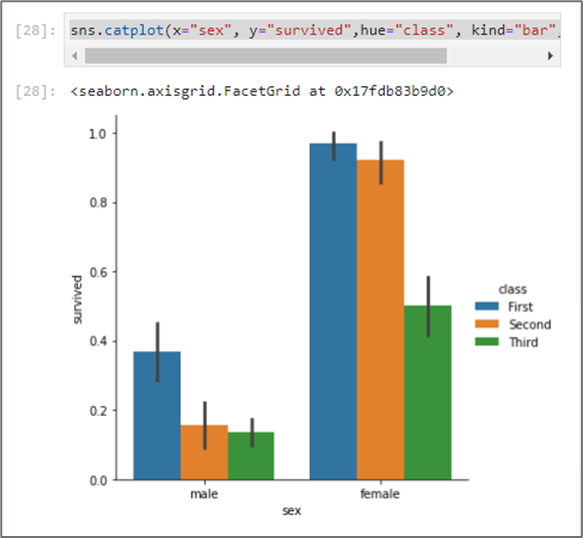 [28]: sns.catplot(x="sex", y="survived",hue="class", kind="bar",
[28]: <seaborn.axisgrid.FacetGrid at 0x17fdb83b9d0>
1.0
0.8
0.6
0.4
0.2
0.0
survived
male female
sex
class
First
Second
Third